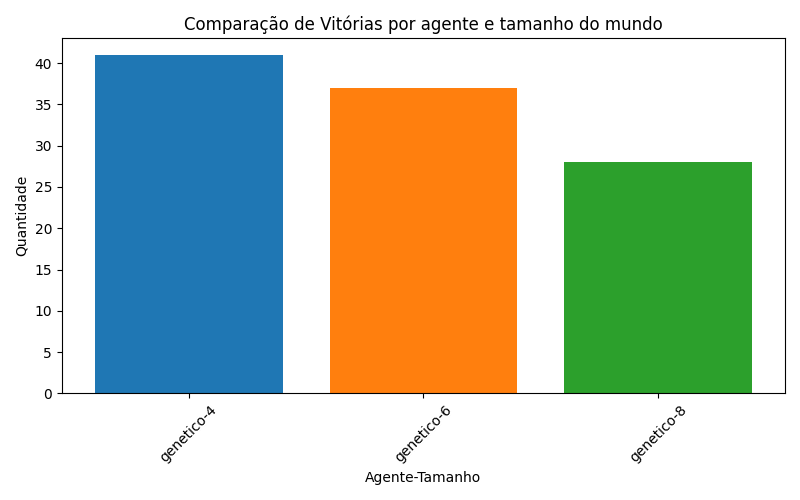 Comparação de Vitórias por agente e tamanho do mundo
Quantidade
40
35
30
25
20
15
10
5
0
genetico-4
genetico-6
genetico-8
Agente-Tamanho